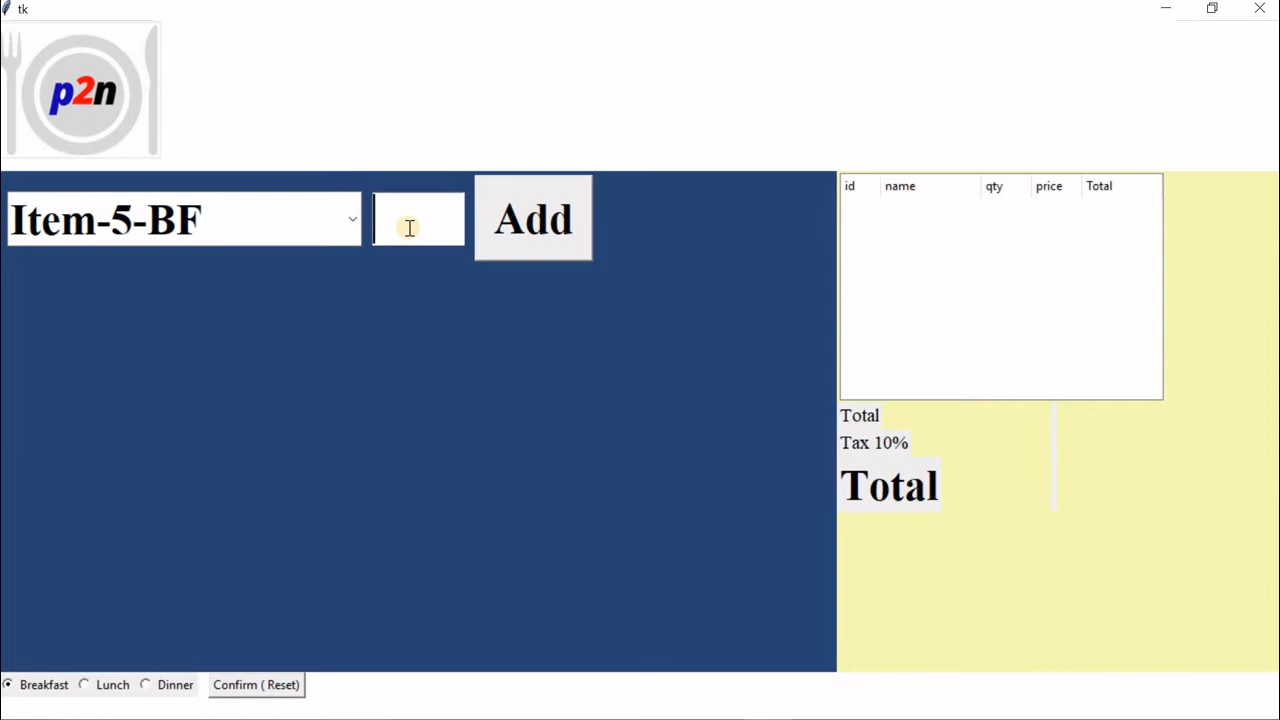 tk
p2n
Item-5-BF
Add
id name qty price Total
Total
Tax 10%
Total
Breakfast Lunch Dinner Confirm ( Reset)